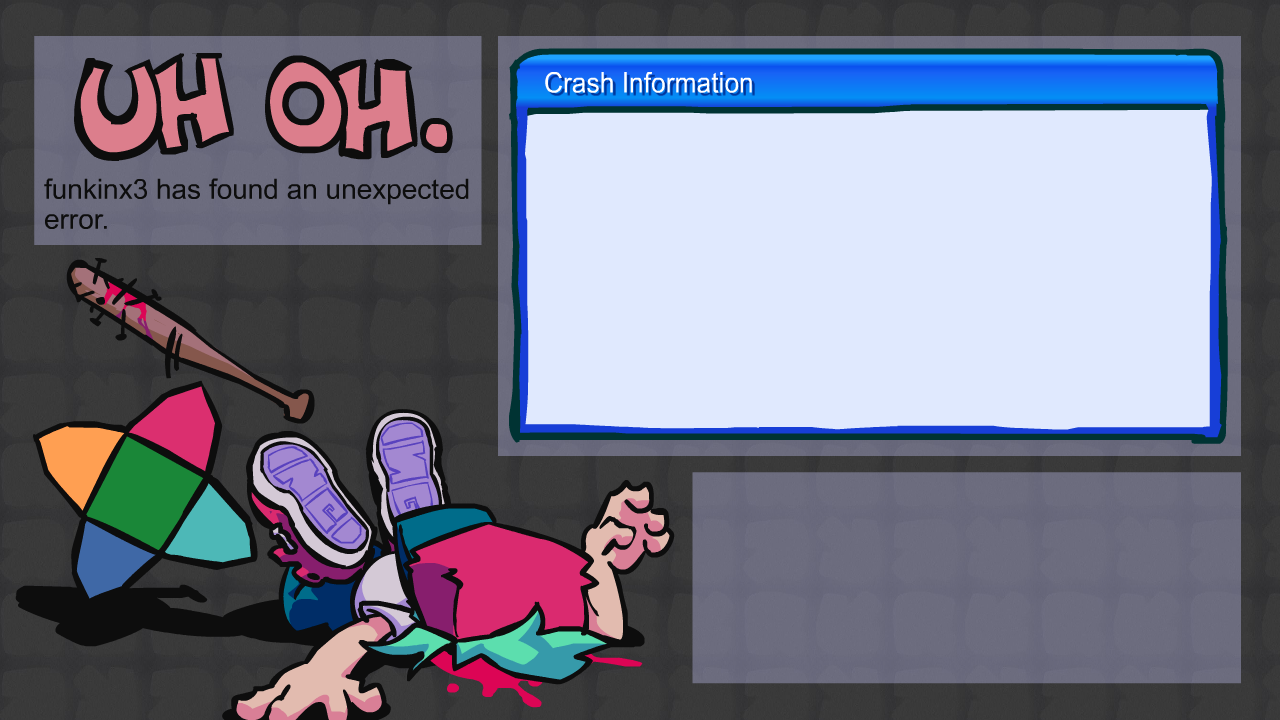 UH OH.
funkinx3 has found an unexpected
error.
Crash Information